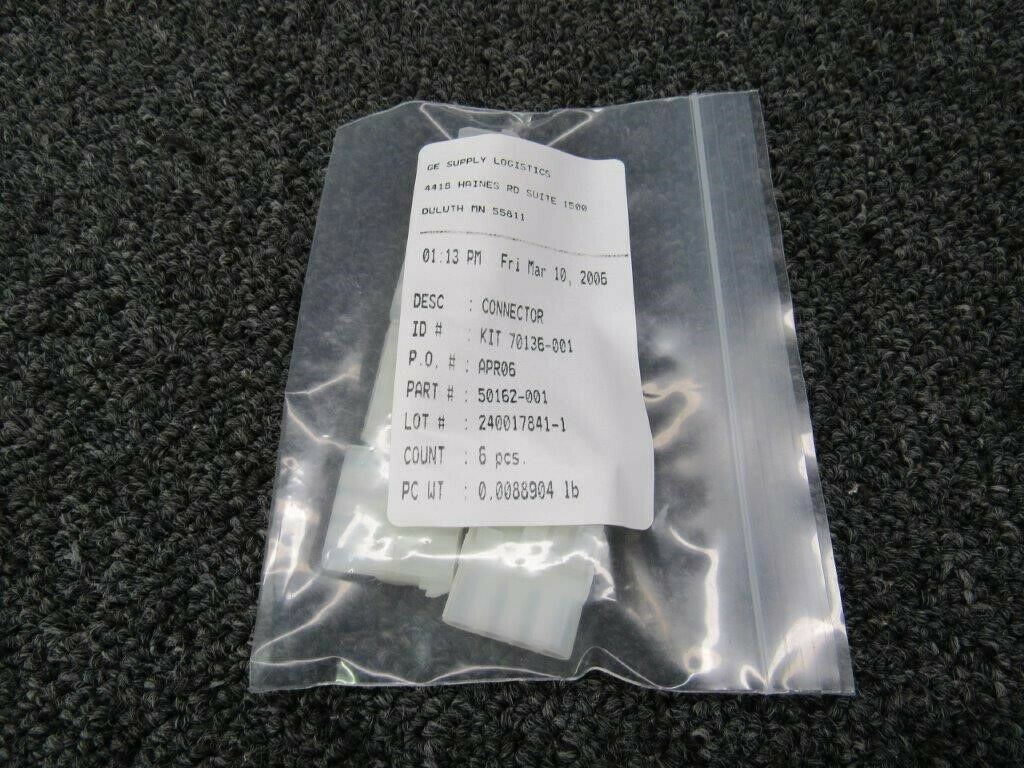 GE SUPPLY LOGISTICS
4418 HAINES RD SUITE 1500
DULUTH MN 55811
01:13 PM Fri Mar 10, 2006
DESC : CONNECTOR
ID # : KIT 70136-001
P.O. # : APR06
PART # : 50162-001
LOT # : 240017841-1
COUNT : 6 pcs.
PC WT : 0.0088904 lb